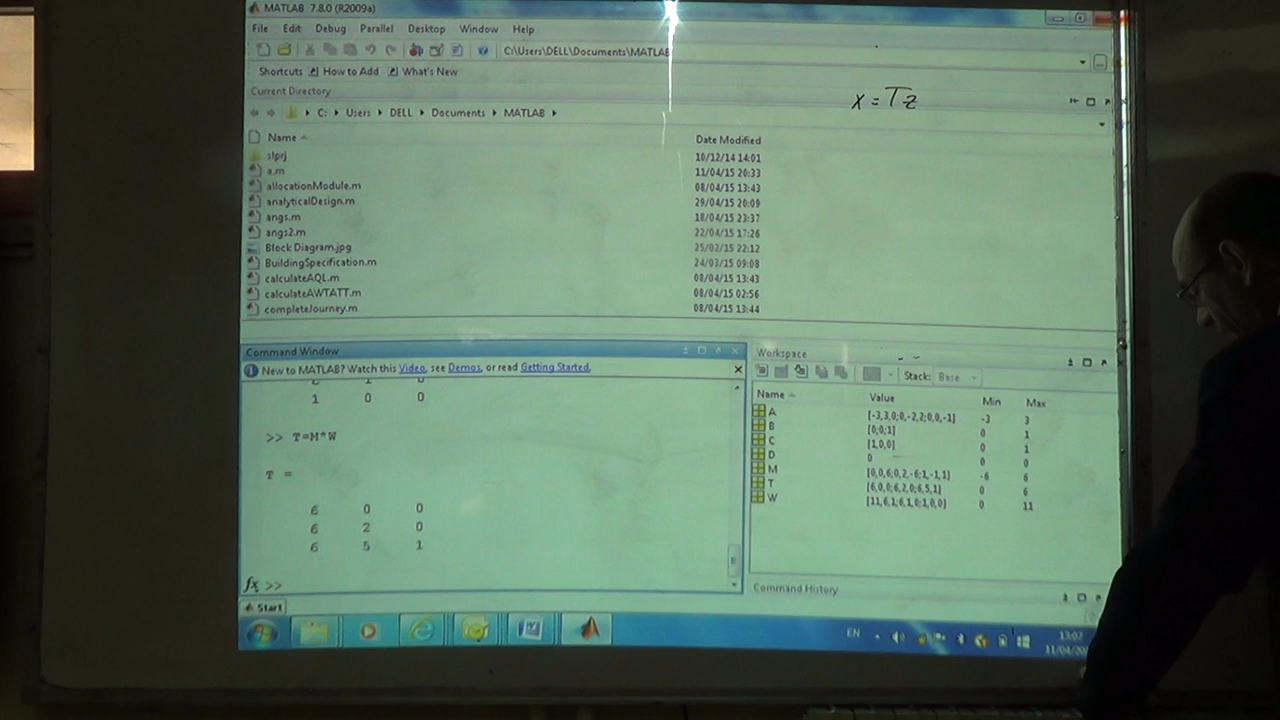 MATLAB 7.8.0 (R2009a)
File Edit Debug Parallel Desktop Window Help
C:\Users\DELL\Documents\MATLAB
Shortcuts How to Add What's New
Current Directory
x = Tz
C: Users DELL Documents MATLAB
Name Date Modified
slprj 10/12/14 14:01
a.m 11/04/15 20:33
allocationModule.m 08/04/15 13:43
analyticalDesign.m 29/04/15 20:09
angs.m 18/04/15 23:37
angs2.m 22/04/15 17:26
Block Diagram.jpg 25/02/15 22:12
BuildingSpecification.m 24/03/15 09:08
calculateAQL.m 08/04/15 13:43
calculateAWTATT.m 08/04/15 02:56
completeJourney.m 08/04/15 13:44
Command Window
New to MATLAB? Watch this Video, see Demos, or read Getting Started.
1 0 0
>> T=M*W
T =
6 0 0
6 2 0
6 5 1
fx >>
Workspace
Stack: Base
Name Value Min Max
A [-3,3,0;0,-2,2;0,0,-1] -3 3
B [0;0;1] 0 1
C [1,0,0] 0 1
D 0 0 0
M [0,0,6;0,2,-6;1,-1,1] -6 6
T [6,0,0;6,2,0;6,5,1] 0 6
W [11,6,1;6,1,0;1,0,0] 0 11
Command History
Start
EN
13:02